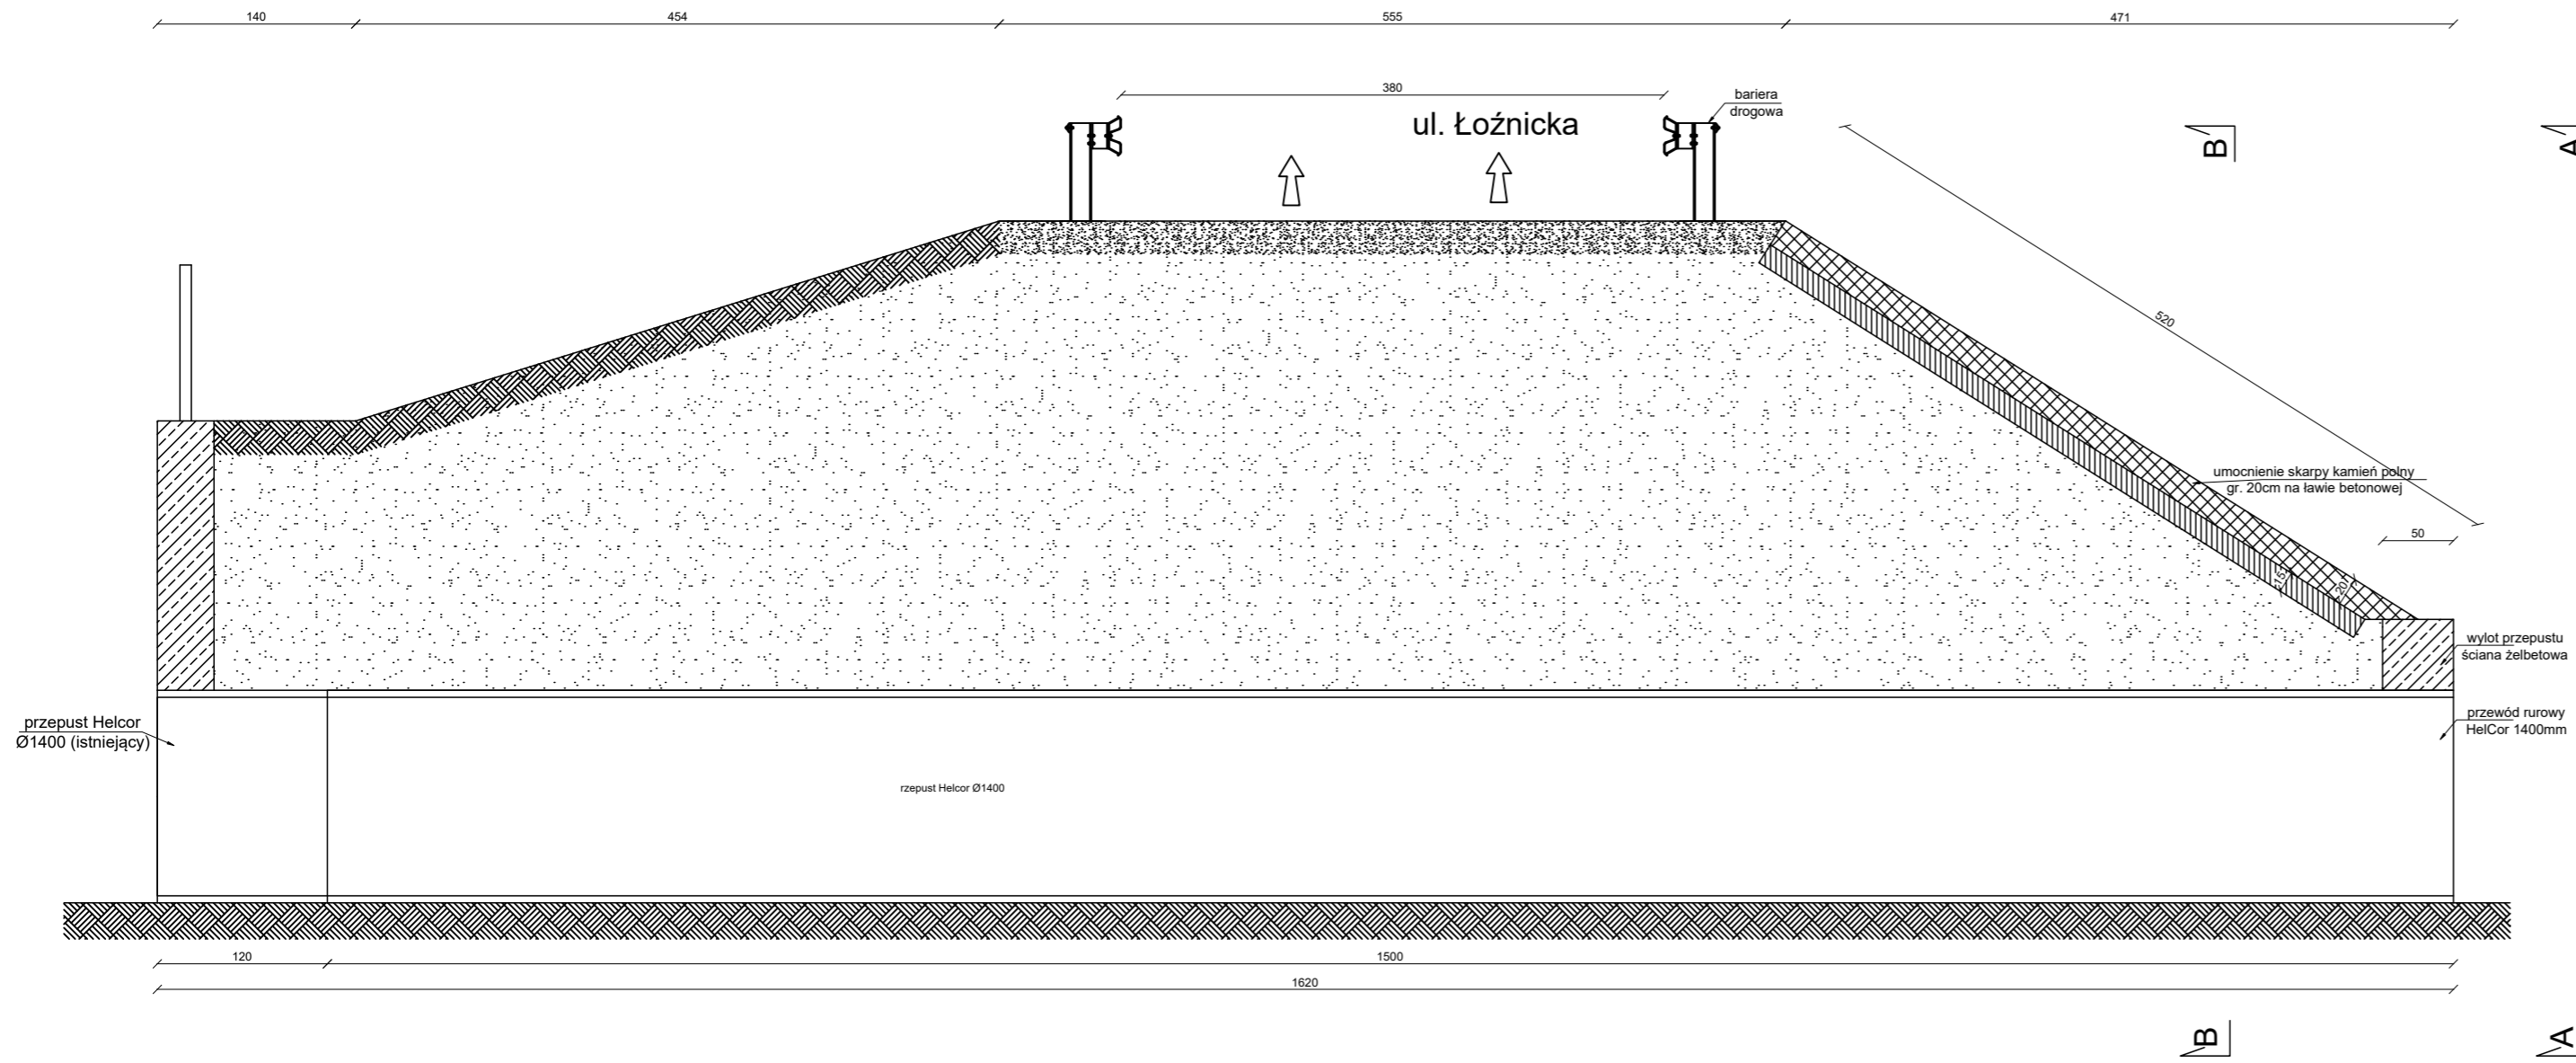 140
454
555
471
380
bariera
drogowa
ul. Łoźnicka
B
A
520
umocnienie skarpy kamień polny
gr. 20cm na ławie betonowej
50
15
20
wylot przepustu
ściana żelbetowa
przepust Helcor
Ø1400 (istniejący)
przewód rurowy
HelCor 1400mm
rzepust Helcor Ø1400
120
1500
1620
B
A